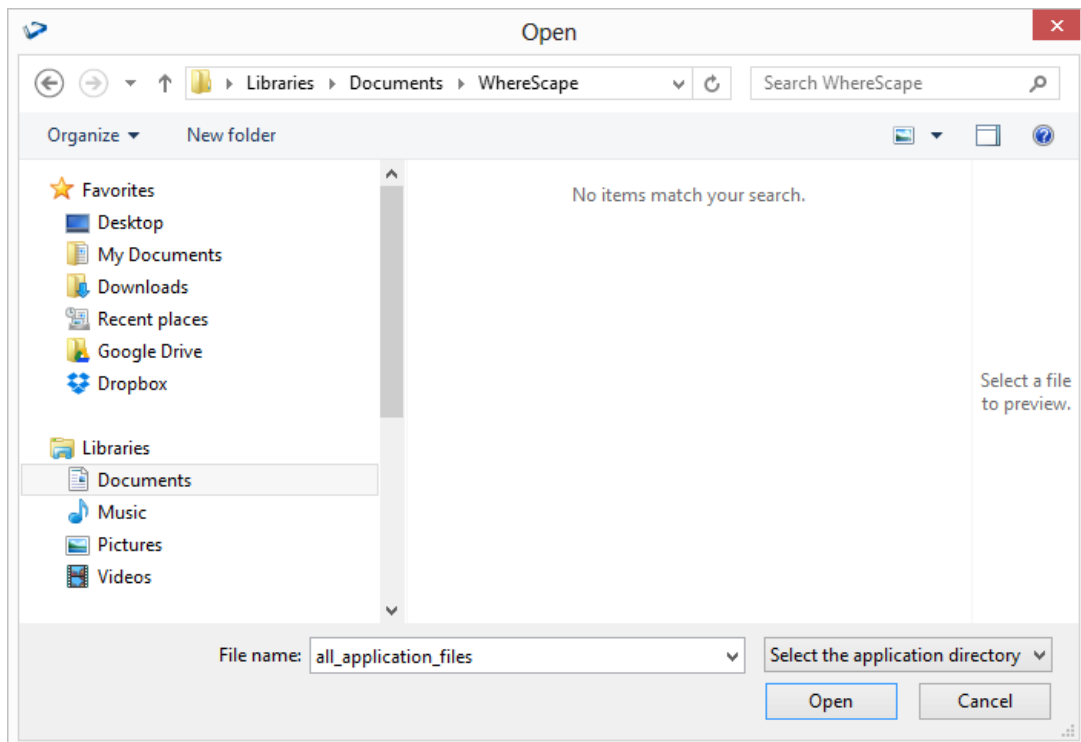 Open
Libraries Documents WhereScape Search WhereScape
Organize New folder
Favorites
Desktop
My Documents
Downloads
Recent places
Google Drive
Dropbox
Libraries
Documents
Music
Pictures
Videos
No items match your search.
Select a file
to preview.
File name: all_application_files Select the application directory
Open Cancel